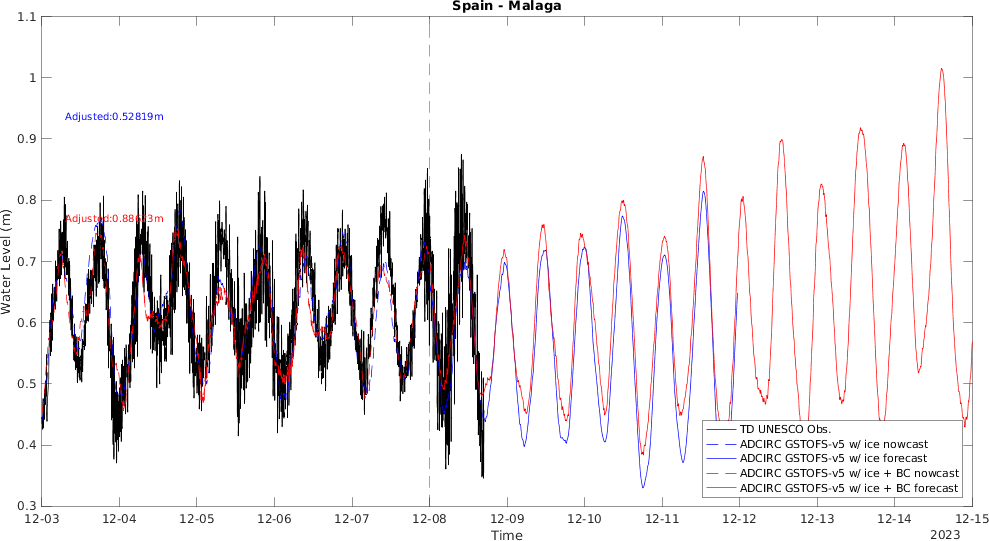 Spain - Malaga
1.1
1
0.9
0.8
0.7
0.6
0.5
0.4
0.3
Water Level (m)
Adjusted:0.52819m
TD UNESCO Obs.
ADCIRC GSTOFS-v5 w/ ice nowcast
ADCIRC GSTOFS-v5 w/ ice forecast
ADCIRC GSTOFS-v5 w/ ice + BC nowcast
ADCIRC GSTOFS-v5 w/ ice + BC forecast
12-03 12-04 12-05 12-06 12-07 12-08 12-09 12-10 12-11 12-12 12-13 12-14 12-15
Time
2023